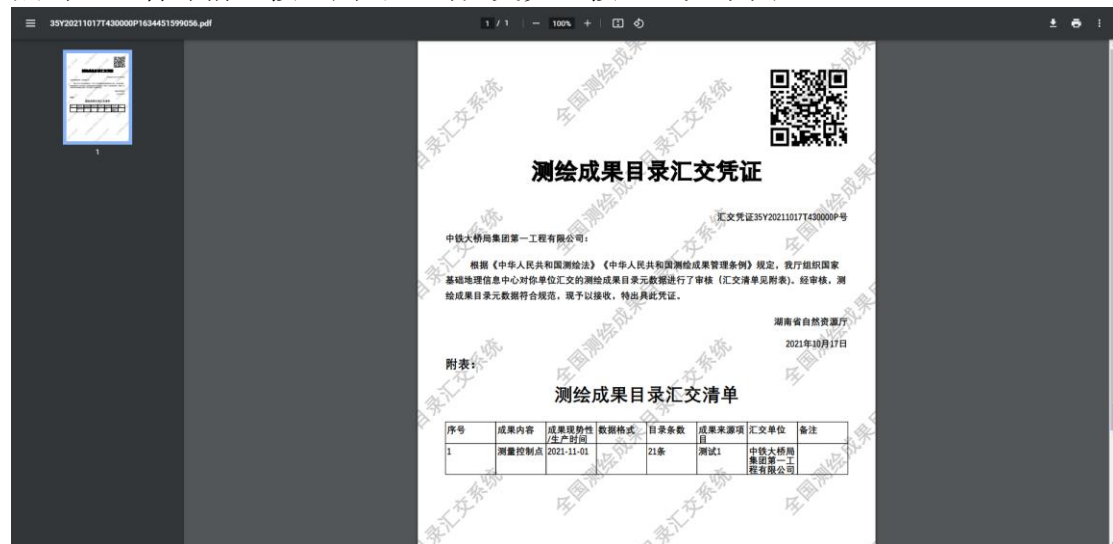 35Y20211017T430000P1634451599056.pdf
1 / 1
100%
1
测绘成果目录汇交凭证
汇交凭证35Y20211017T430000P号
中铁大桥局集团第一工程有限公司：
根据《中华人民共和国测绘法》《中华人民共和国测绘成果管理条例》规定，我厅组织国家
基础地理信息中心对你单位汇交的测绘成果目录元数据进行了审核（汇交清单见附表）。经审核，测
绘成果目录元数据符合规范，现予以接收，特出具此凭证。
湖南省自然资源厅
2021年10月17日
附表：
测绘成果目录汇交清单
序号 成果内容 成果现势性/生产时间 数据格式 目录条数 成果来源项目 汇交单位 备注
1 测量控制点 2021-11-01 21条 测试1 中铁大桥局集团第一工程有限公司
全国测绘成果目录汇交系统